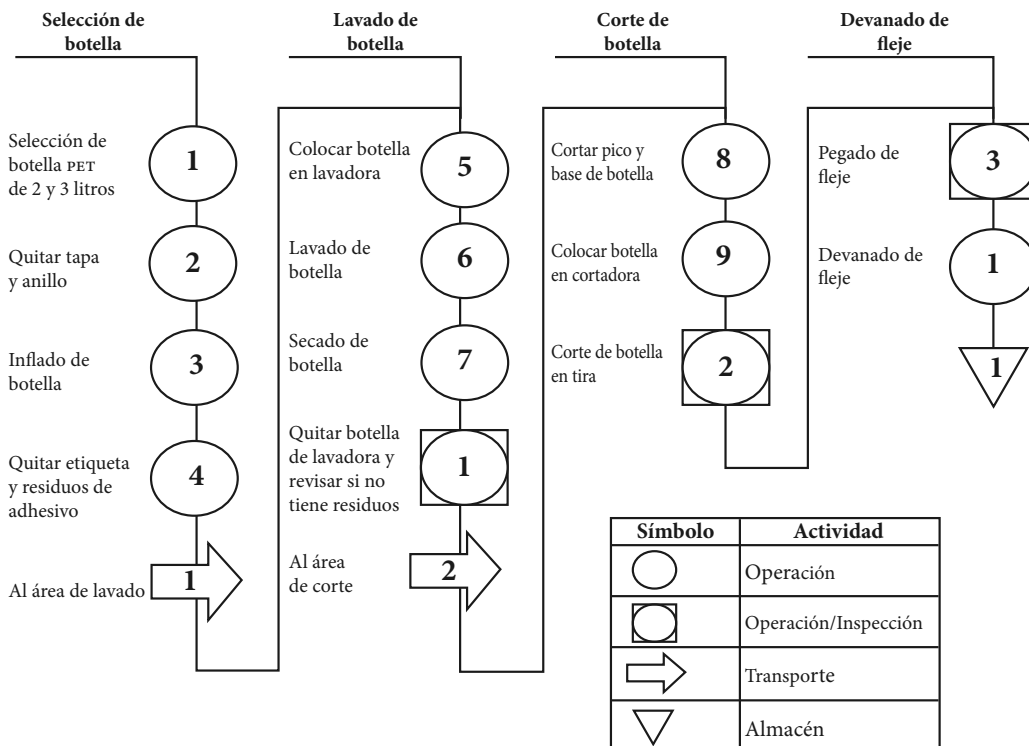 Selección de
botella
Selección de
botella PET
de 2 y 3 litros
1
Quitar tapa
y anillo
2
Inflado de
botella
3
Quitar etiqueta
y residuos de
adhesivo
4
Al área de lavado
1
Lavado de
botella
Colocar botella
en lavadora
5
Lavado de
botella
6
Secado de
botella
7
Quitar botella
de lavadora y
revisar si no
tiene residuos
1
Al área
de corte
2
Corte de
botella
Cortar pico y
base de botella
8
Colocar botella
en cortadora
9
Corte de botella
en tira
2
Devanado de
fleje
Pegado de
fleje
3
Devanado de
fleje
1
1
Símbolo Actividad
Operación
Operación/Inspección
Transporte
Almacén